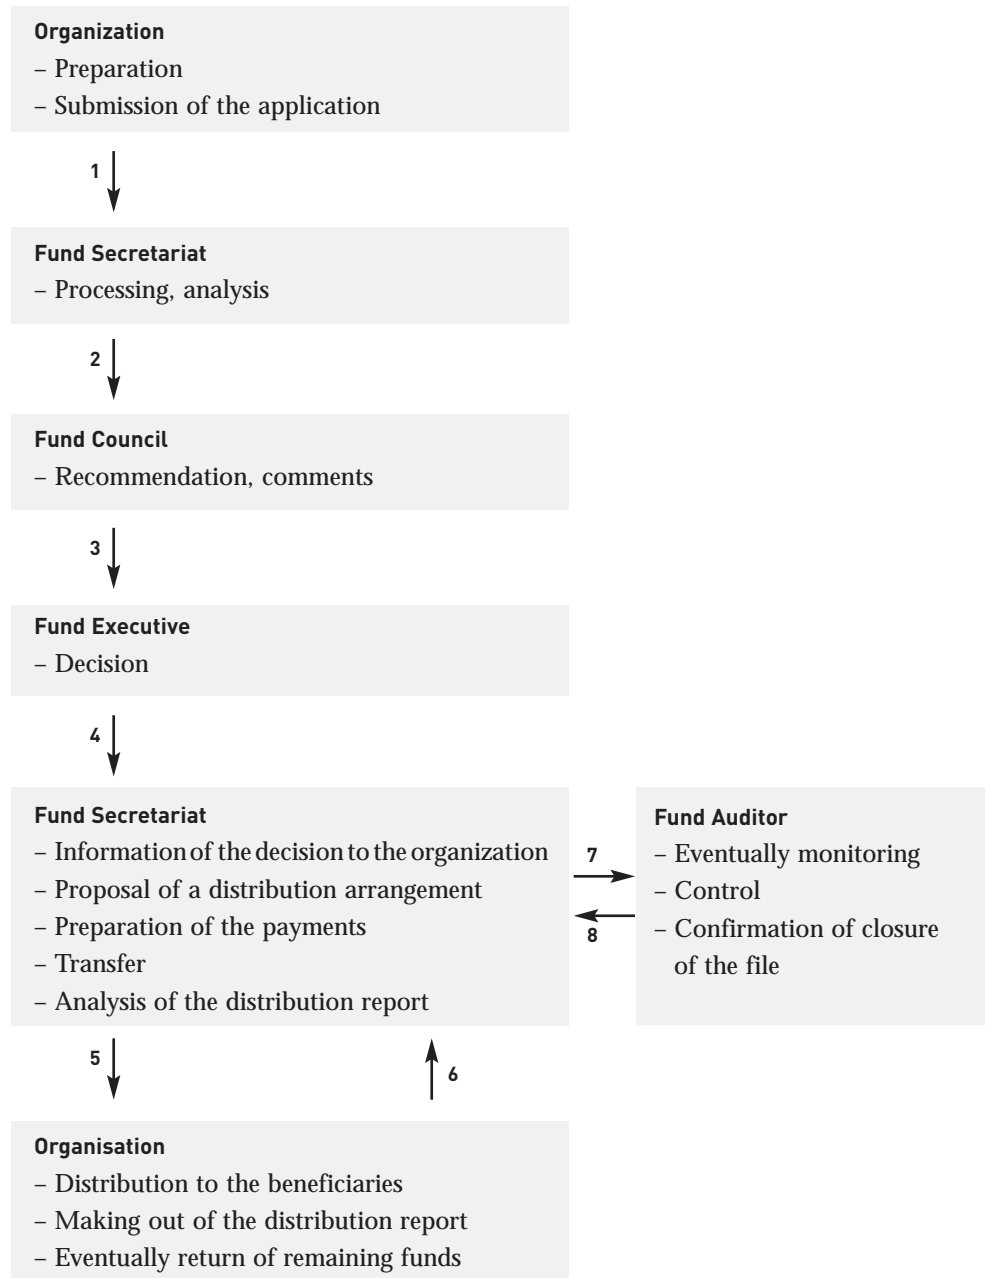 Organization
– Preparation
– Submission of the application
1
Fund Secretariat
– Processing, analysis
2
Fund Council
– Recommendation, comments
3
Fund Executive
– Decision
4
Fund Secretariat
– Information of the decision to the organization
– Proposal of a distribution arrangement
– Preparation of the payments
– Transfer
– Analysis of the distribution report
7
8
Fund Auditor
– Eventually monitoring
– Control
– Confirmation of closure
of the file
5
6
Organisation
– Distribution to the beneficiaries
– Making out of the distribution report
– Eventually return of remaining funds